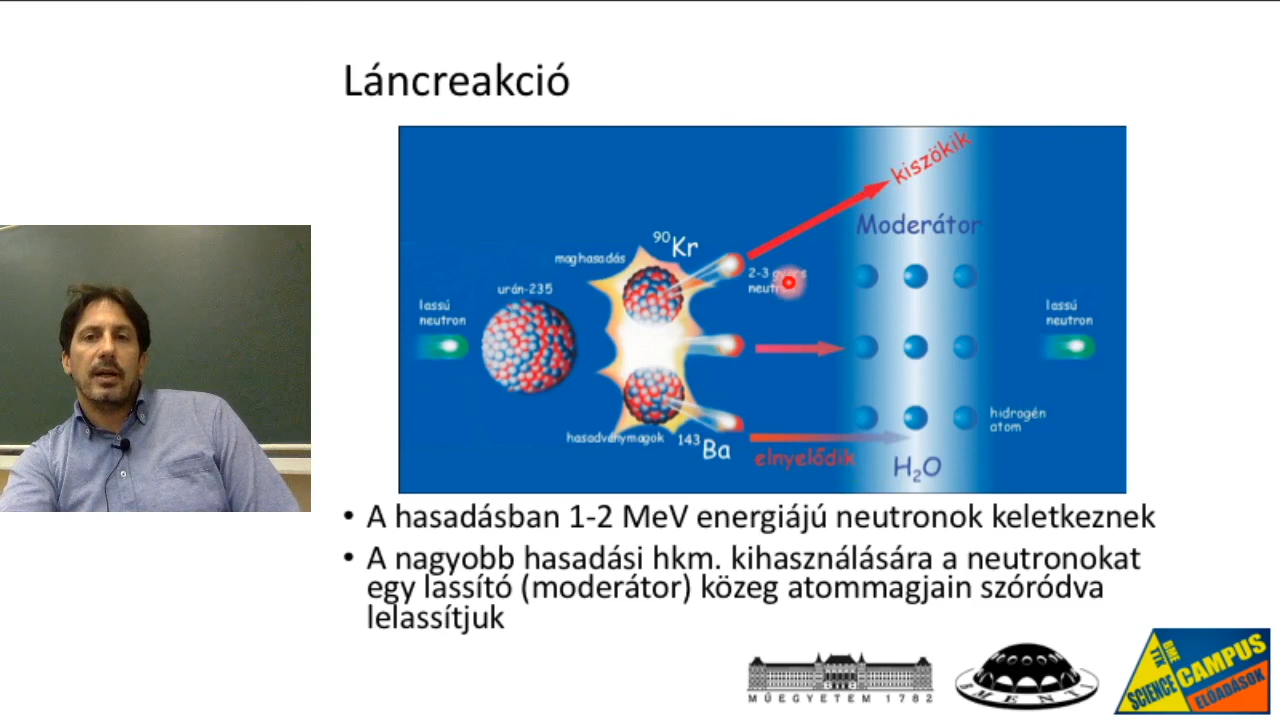 Láncreakció
kiszökik
Moderátor
⁹⁰Kr
maghasadás
2-3 gyors
urán-235
lassú
neutron
lassú
neutron
hidrogén
atom
hasadványmagok
¹⁴³Ba
elnyelődik
H₂O
• A hasadásban 1-2 MeV energiájú neutronok keletkeznek
• A nagyobb hasadási hkm. kihasználására a neutronokat
egy lassító (moderátor) közeg atommagjain szóródva
lelassítjuk
MŰEGYETEM 1782
BME
TTK
SCIENCE
CAMPUS
ELŐADÁSOK